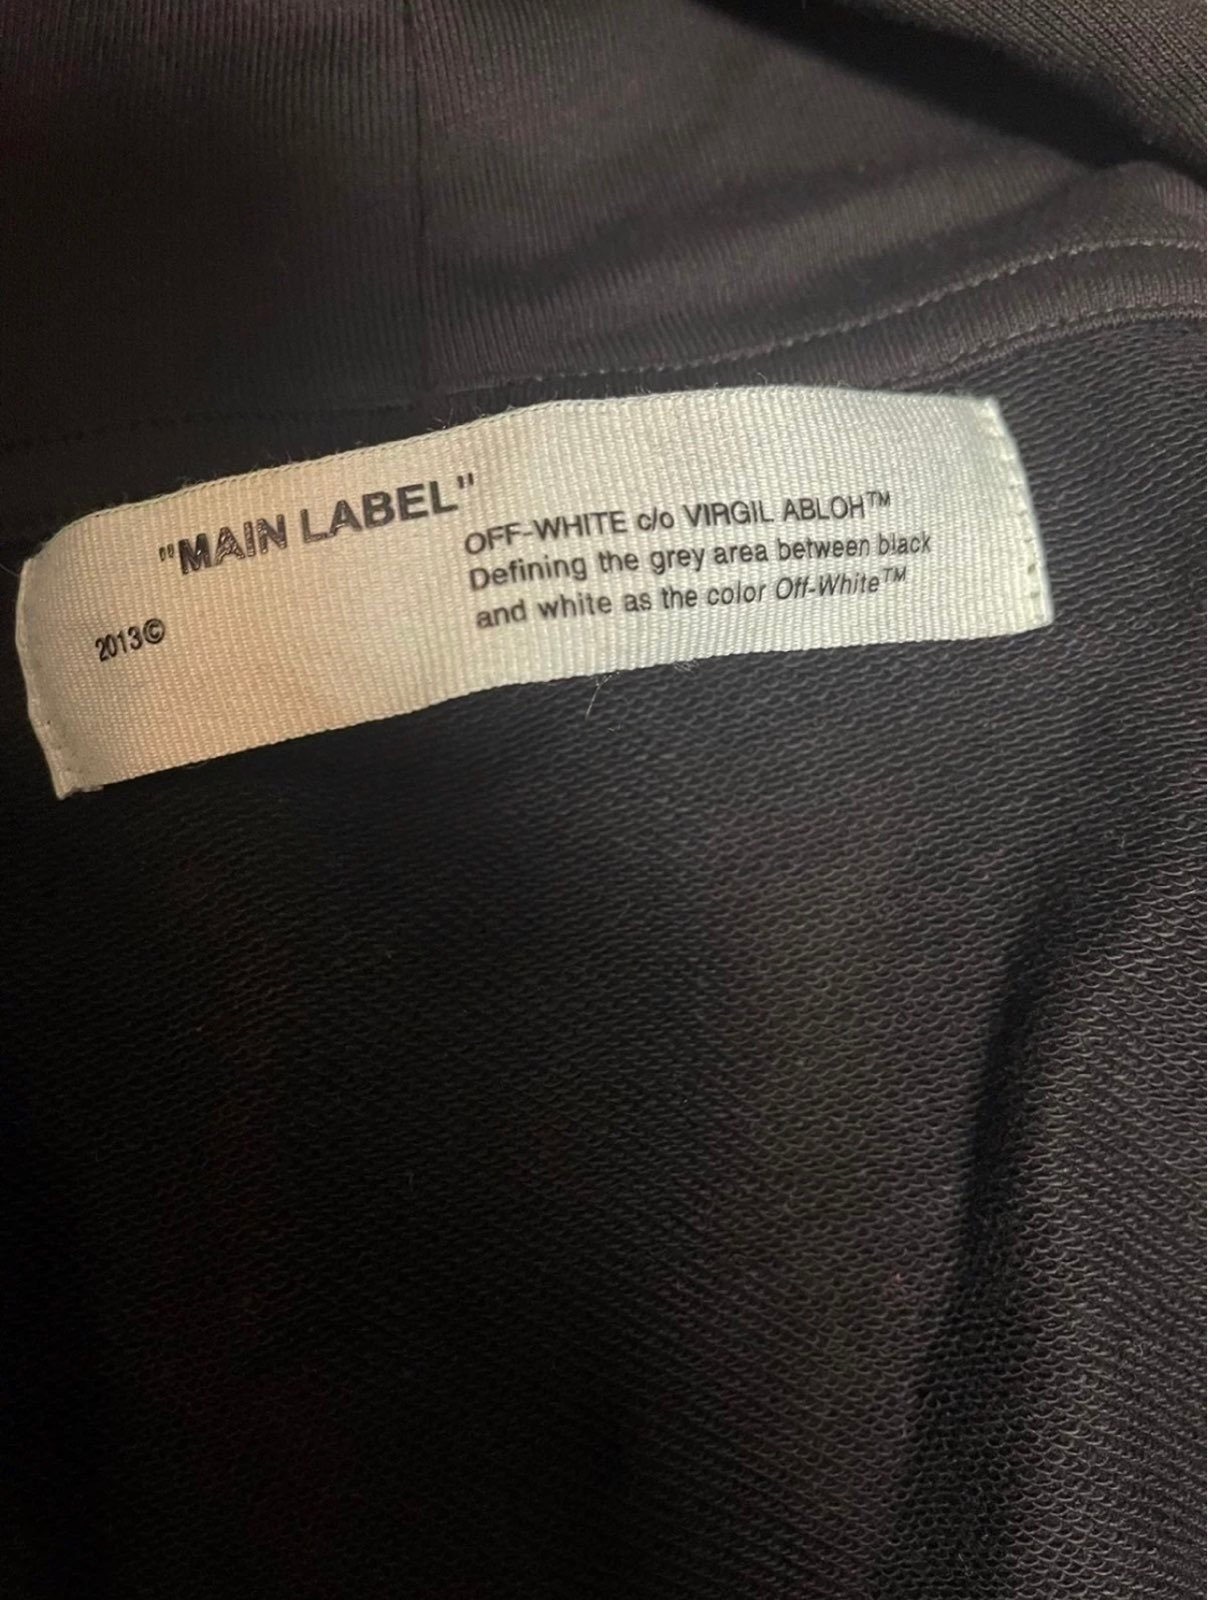 "MAIN LABEL"
2013©
OFF-WHITE c/o VIRGIL ABLOH™
Defining the grey area between black
and white as the color Off-White™